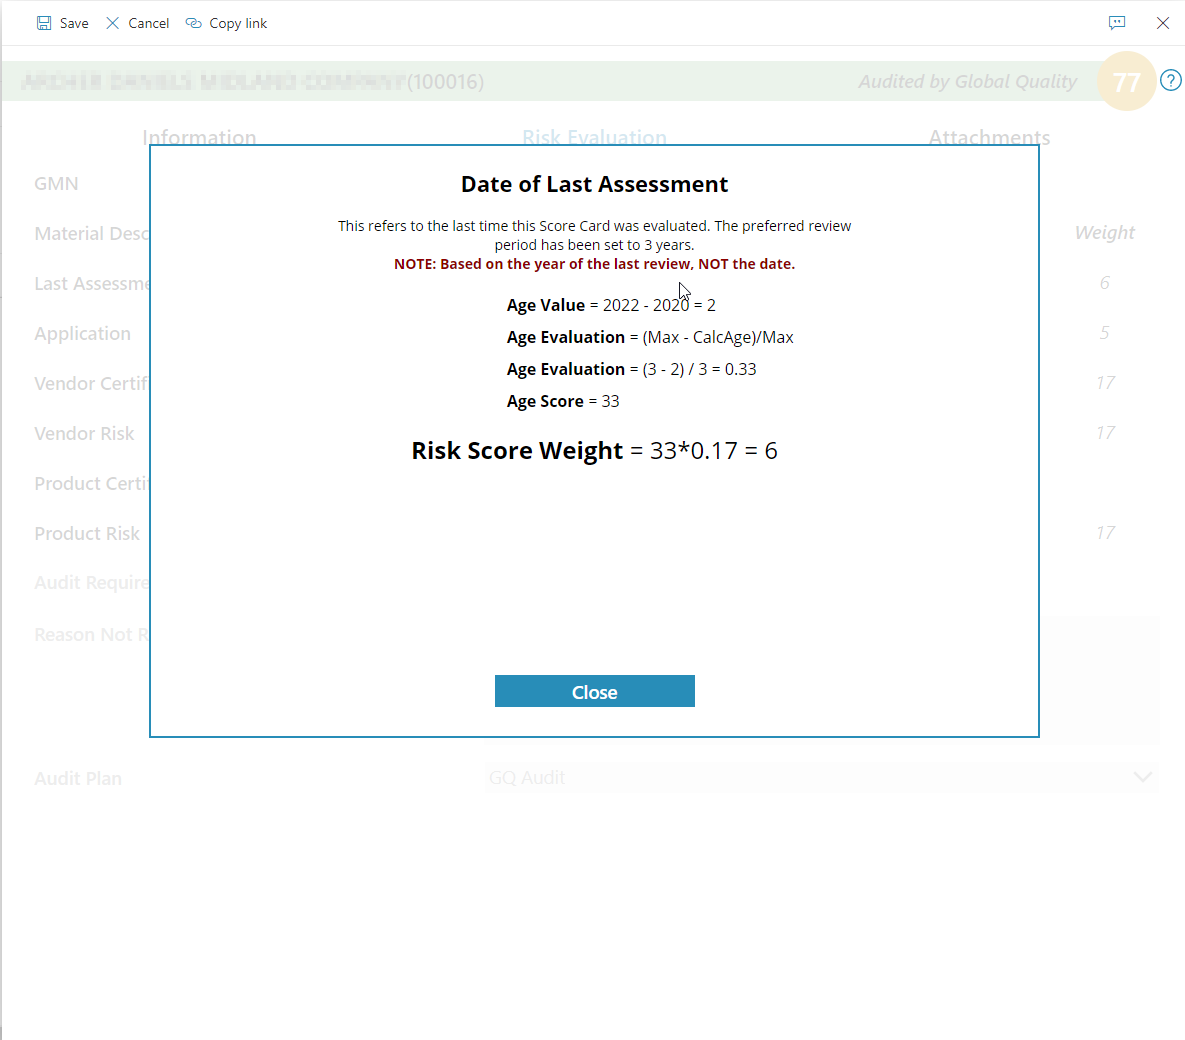 Save Cancel Copy link
(100016) Audited by Global Quality 77 ?
Information Risk Evaluation Attachments
Date of Last Assessment
This refers to the last time this Score Card was evaluated. The preferred review
period has been set to 3 years.
NOTE: Based on the year of the last review, NOT the date.
Age Value = 2022 - 2020 = 2
Age Evaluation = (Max - CalcAge)/Max
Age Evaluation = (3 - 2) / 3 = 0.33
Age Score = 33
Risk Score Weight = 33*0.17 = 6
Close
GMN
Material Desc Weight
Last Assessme 6
Application 5
Vendor Certif 17
Vendor Risk 17
Product Certi
Product Risk 17
Audit Require
Reason Not R
Audit Plan GQ Audit